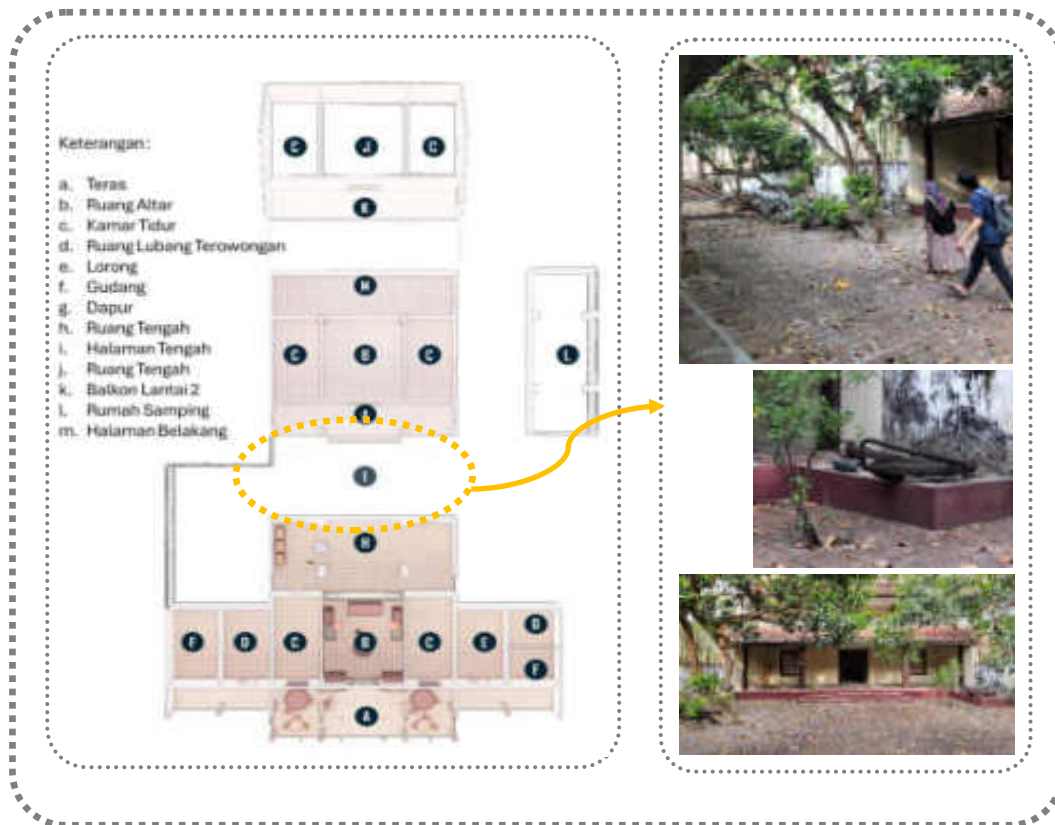 Keterangan:
a. Teras
b. Ruang Altar
c. Kamar Tidur
d. Ruang Lubang Terowongan
e. Lorong
f. Gudang
g. Dapur
h. Ruang Tengah
i. Halaman Tengah
j. Ruang Tengah
k. Balkon Lantai 2
l. Rumah Samping
m. Halaman Belakang
C J C
K
C B C
L
A
I
H
F D C B C E
F
A